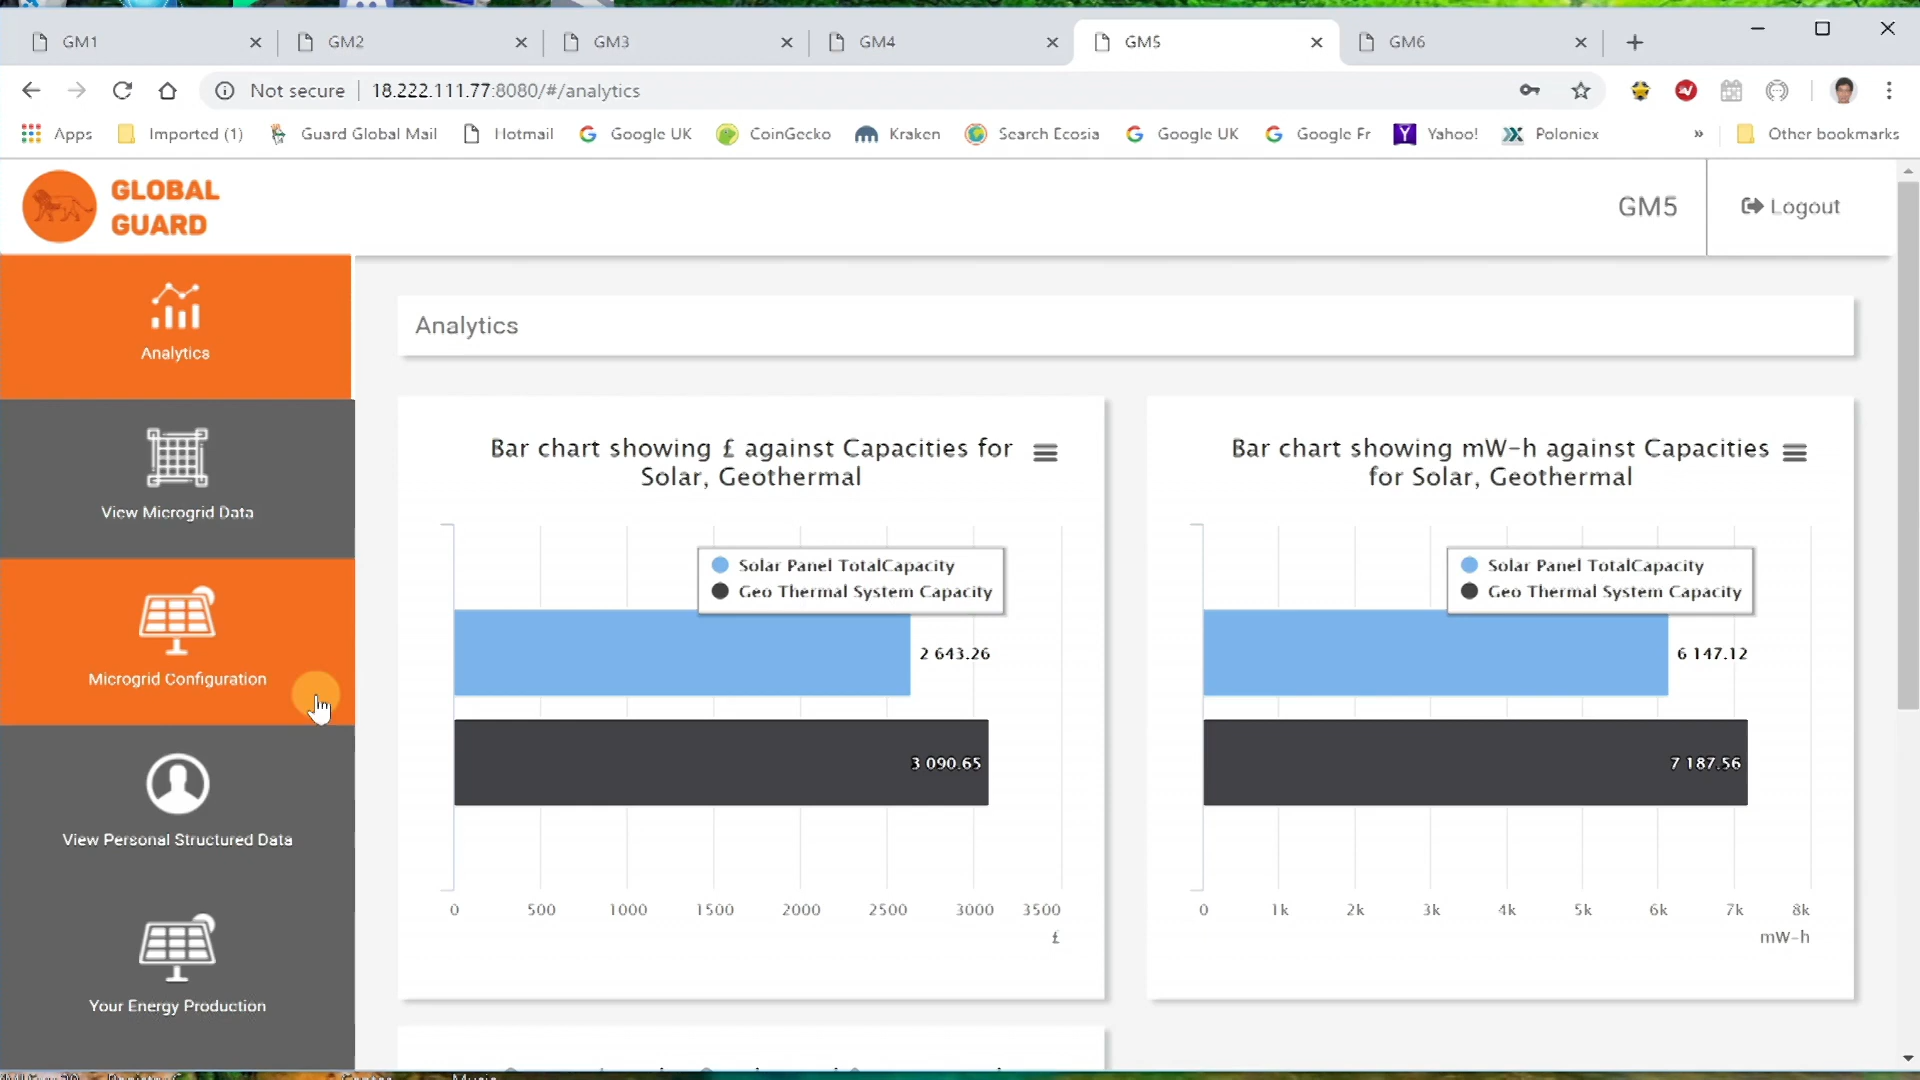 GM1
GM2
GM3
GM4
GM5
GM6
Not secure
18.222.111.77:8080/#/analytics
Apps
Imported (1)
Guard Global Mail
Hotmail
Google UK
CoinGecko
Kraken
Search Ecosia
Google UK
Google Fr
Yahoo!
Poloniex
»
Other bookmarks
GLOBAL
GUARD
GM5
Logout
Analytics
View Microgrid Data
Microgrid Configuration
View Personal Structured Data
Your Energy Production
Analytics
Bar chart showing £ against Capacities for
Solar, Geothermal
Solar Panel TotalCapacity
Geo Thermal System Capacity
2 643.26
3 090.65
0 500 1000 1500 2000 2500 3000 3500
£
Bar chart showing mW-h against Capacities
for Solar, Geothermal
Solar Panel TotalCapacity
Geo Thermal System Capacity
6 147.12
7 187.56
0 1k 2k 3k 4k 5k 6k 7k 8k
mW-h